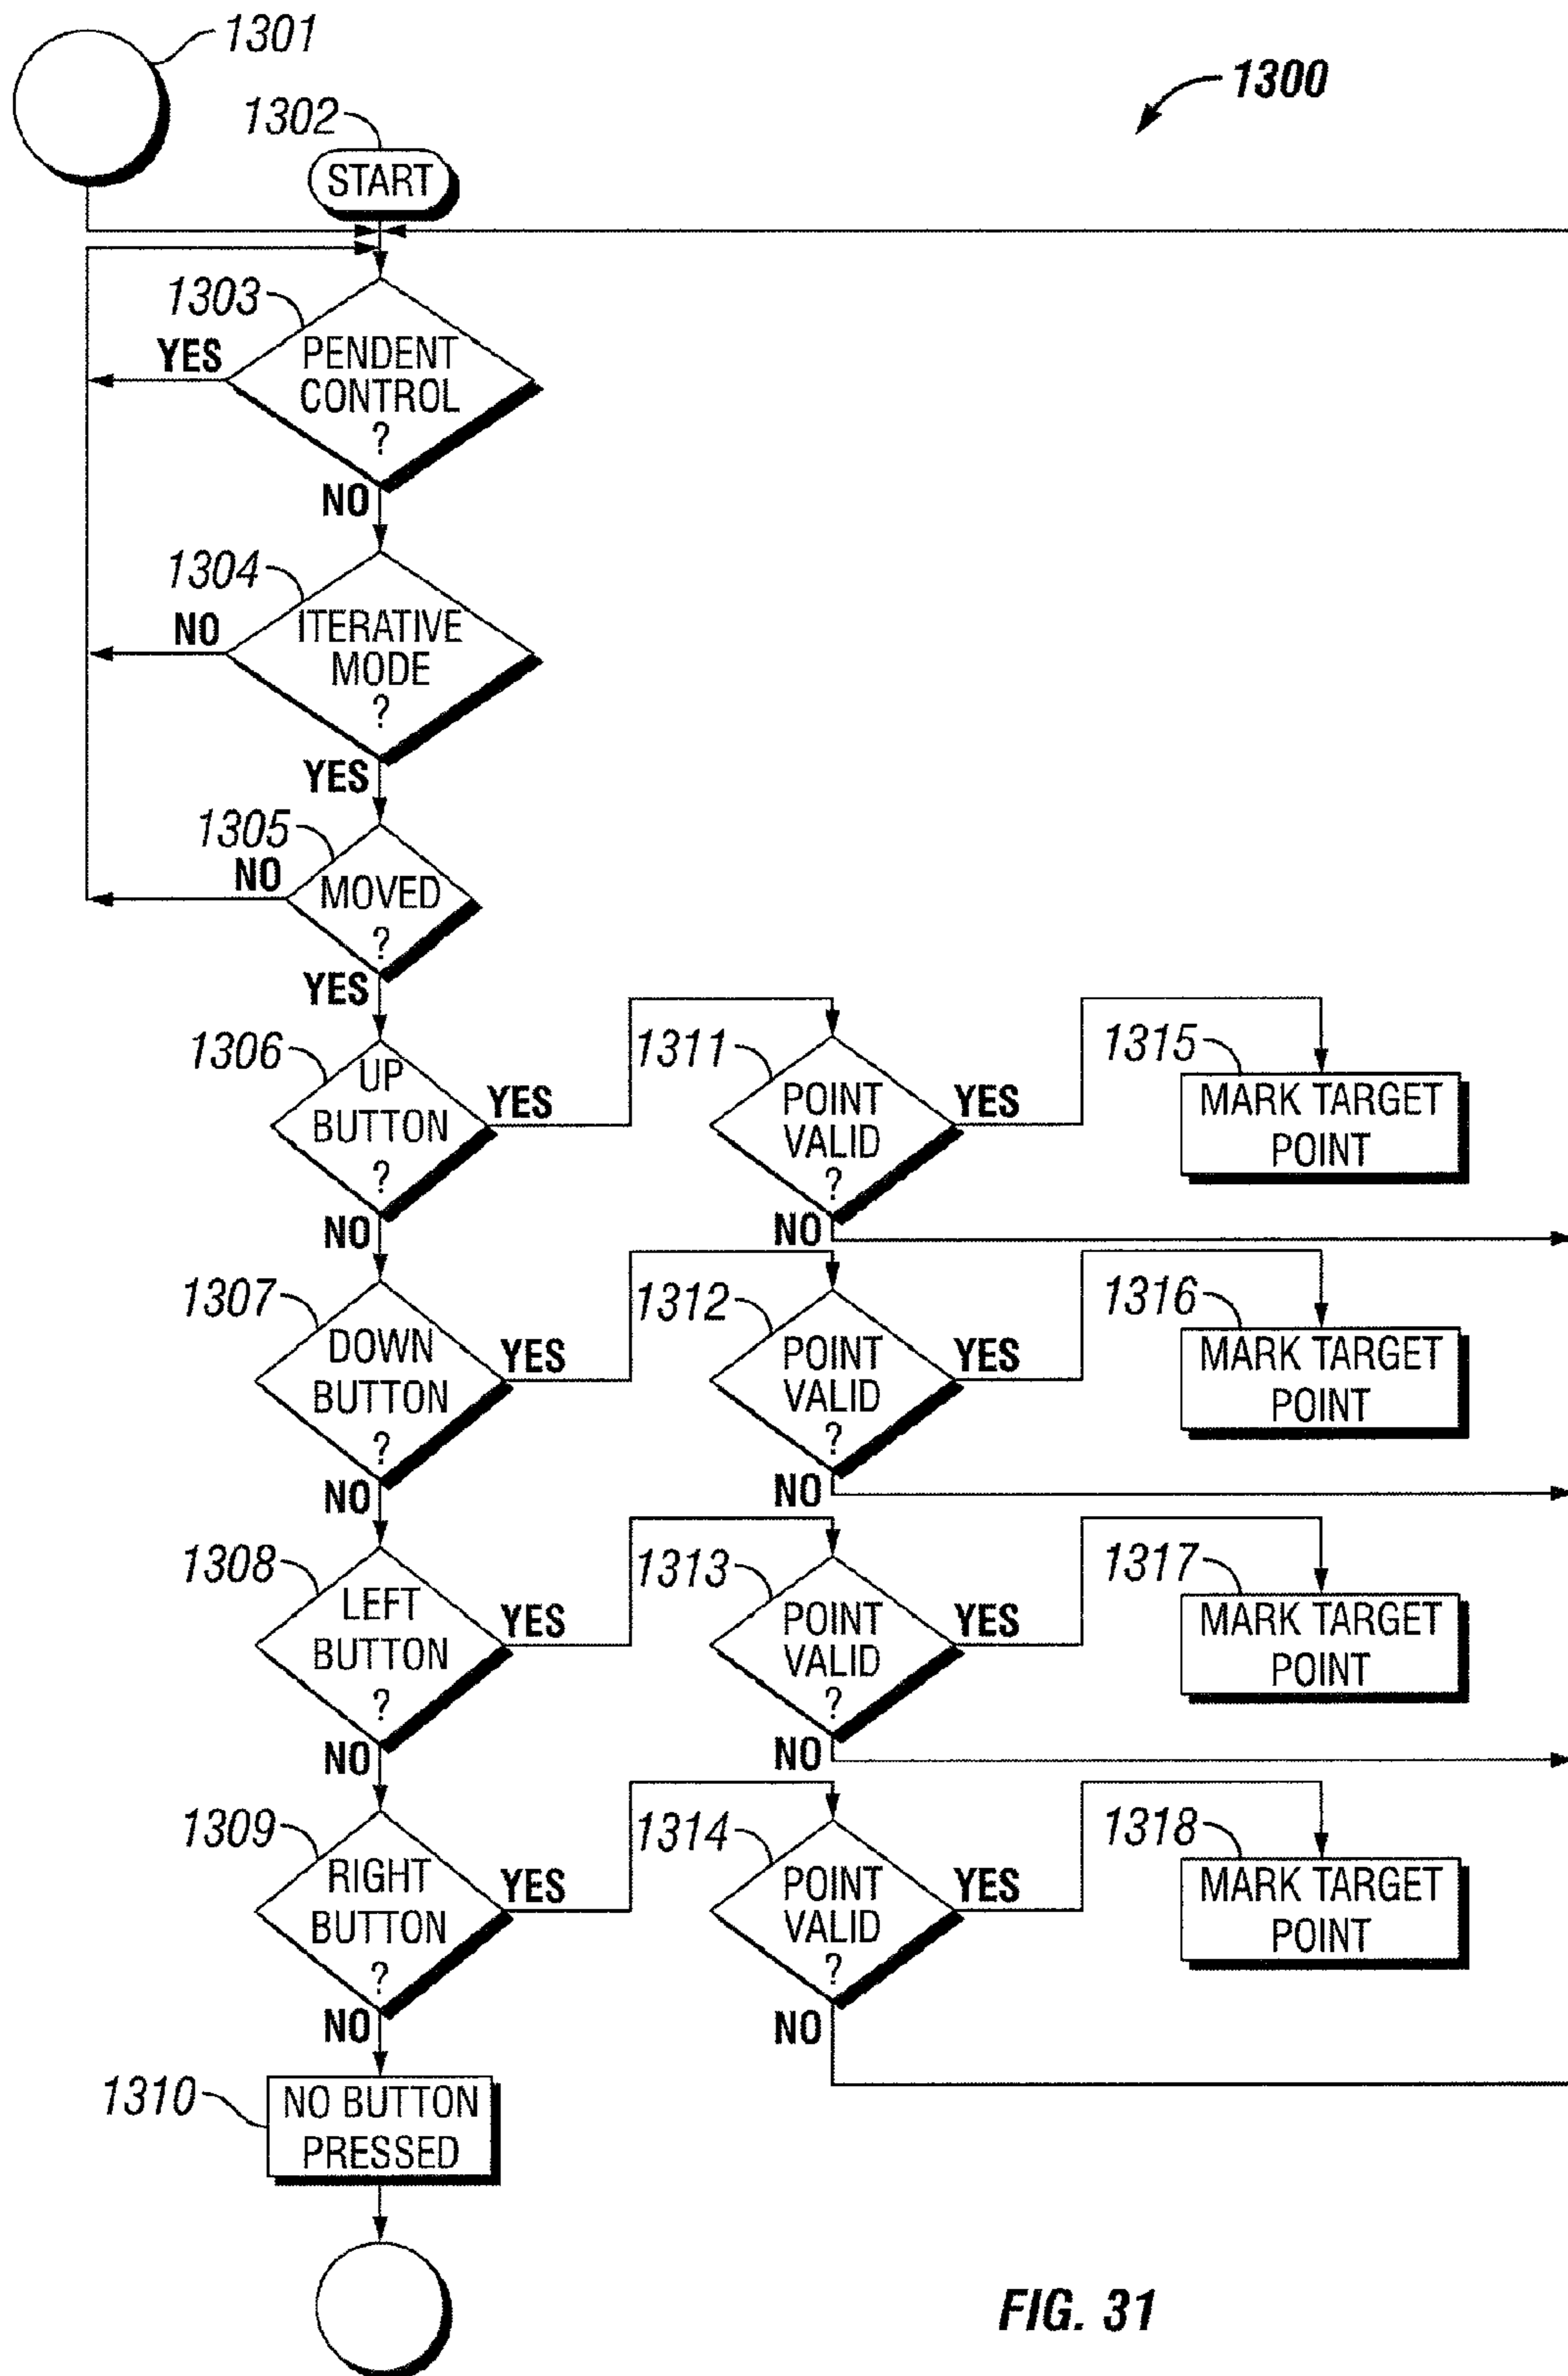 1301
1300
1302
START
1303
YES
PENDENT
CONTROL
?
NO
1304
NO
ITERATIVE
MODE
?
YES
1305
NO
MOVED
?
YES
1306
UP
BUTTON
?
YES
NO
1311
POINT
VALID
?
YES
NO
1315
MARK TARGET
POINT
1307
DOWN
BUTTON
?
YES
NO
1312
POINT
VALID
?
YES
NO
1316
MARK TARGET
POINT
1308
LEFT
BUTTON
?
YES
NO
1313
POINT
VALID
?
YES
NO
1317
MARK TARGET
POINT
1309
RIGHT
BUTTON
?
YES
NO
1314
POINT
VALID
?
YES
NO
1318
MARK TARGET
POINT
1310
NO BUTTON
PRESSED
FIG. 31